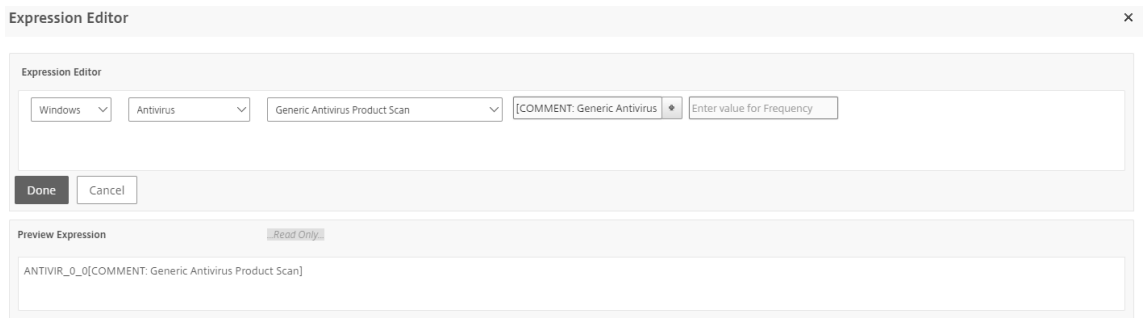 Expression Editor ×
Expression Editor
Windows Antivirus Generic Antivirus Product Scan [COMMENT: Generic Antivirus Enter value for Frequency
Done Cancel
Preview Expression ...Read Only...
ANTIVIR_0_0[COMMENT: Generic Antivirus Product Scan]